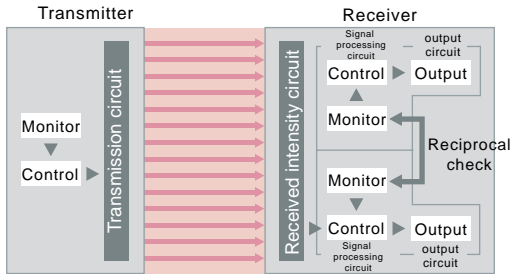 Transmitter
Receiver
Monitor
Control
Transmission circuit
Received intensity circuit
Signal
processing
circuit
output
circuit
Control
Output
Monitor
Reciprocal
check
Monitor
Control
Output
Signal
processing
circuit
output
circuit